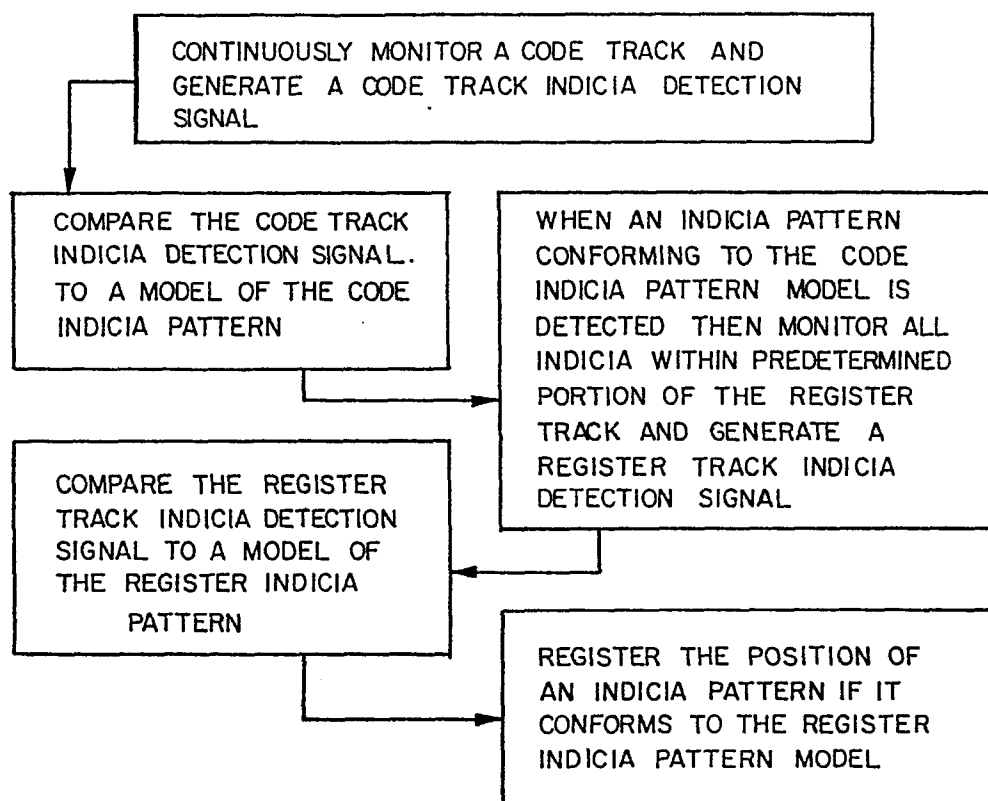 CONTINUOUSLY MONITOR A CODE TRACK AND
GENERATE A CODE TRACK INDICIA DETECTION
SIGNAL
COMPARE THE CODE TRACK
INDICIA DETECTION SIGNAL.
TO A MODEL OF THE CODE
INDICIA PATTERN
WHEN AN INDICIA PATTERN
CONFORMING TO THE CODE
INDICIA PATTERN MODEL IS
DETECTED THEN MONITOR ALL
INDICIA WITHIN PREDETERMINED
PORTION OF THE REGISTER
TRACK AND GENERATE A
REGISTER TRACK INDICIA
DETECTION SIGNAL
COMPARE THE REGISTER
TRACK INDICIA DETECTION
SIGNAL TO A MODEL OF
THE REGISTER INDICIA
PATTERN
REGISTER THE POSITION OF
AN INDICIA PATTERN IF IT
CONFORMS TO THE REGISTER
INDICIA PATTERN MODEL